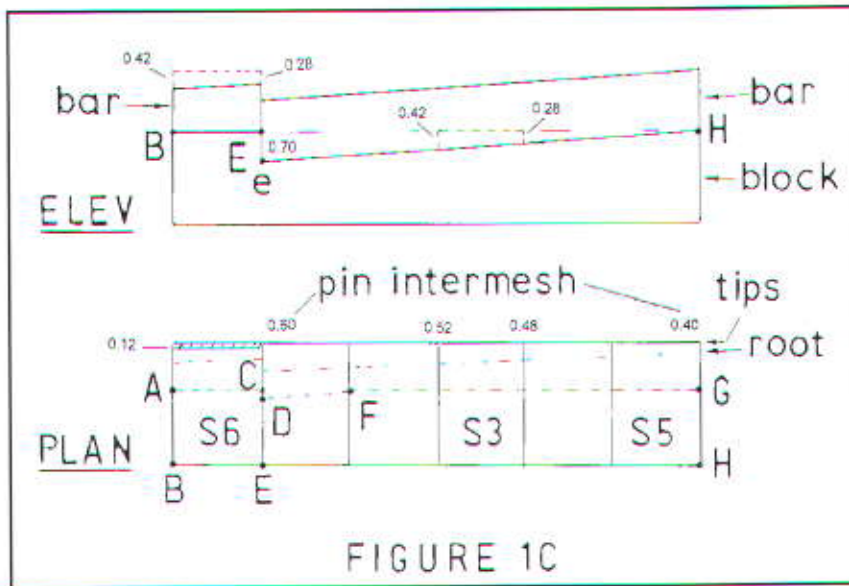 0.42 0.28
bar bar
0.42 0.28
B E 0.70 H
e
block
ELEV
pin intermesh tips
0.60 0.52 0.48 0.40
0.12 root
A C G
D F
S6 S3 S5
PLAN
B E H
FIGURE 1C